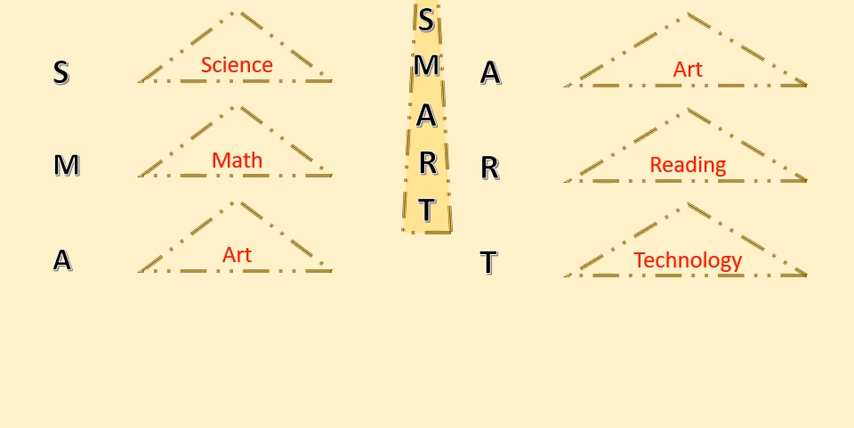 S Science
M Math
A Art
S
M
A
R
T
A Art
R Reading
T Technology